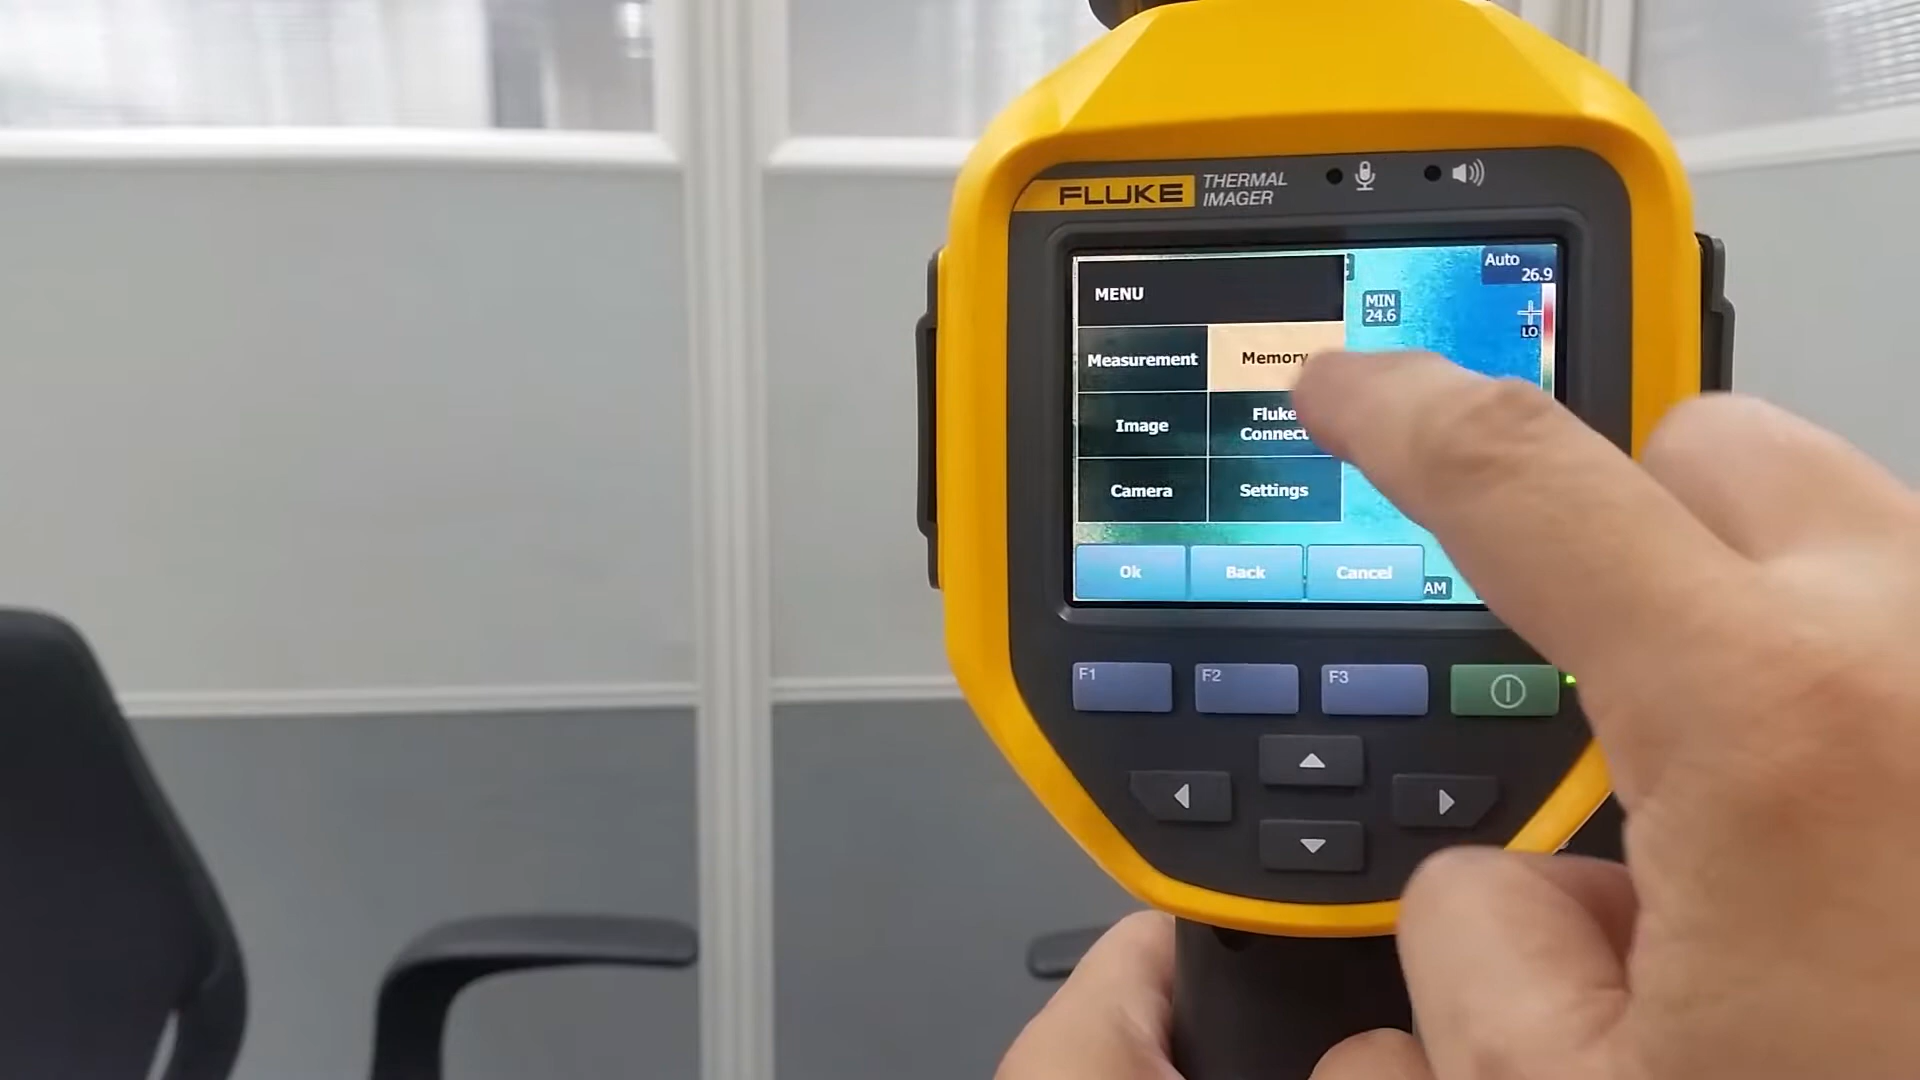 FLUKE
THERMAL
IMAGER
Auto
26.9
MENU
MIN
24.6
LO
Measurement
Memory
Image
Fluke
Connect
Camera
Settings
Ok
Back
Cancel
AM
F1
F2
F3